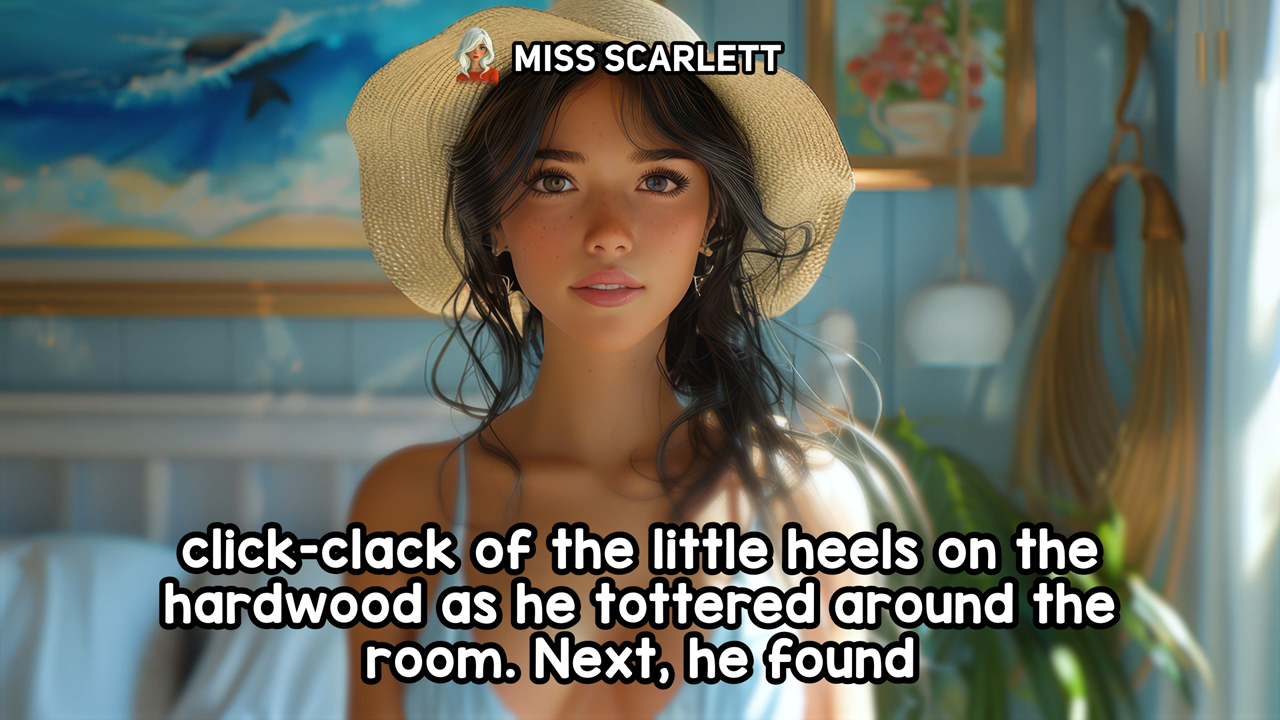 MISS SCARLETT
click-clack of the little heels on the
hardwood as he tottered around the
room. Next, he found